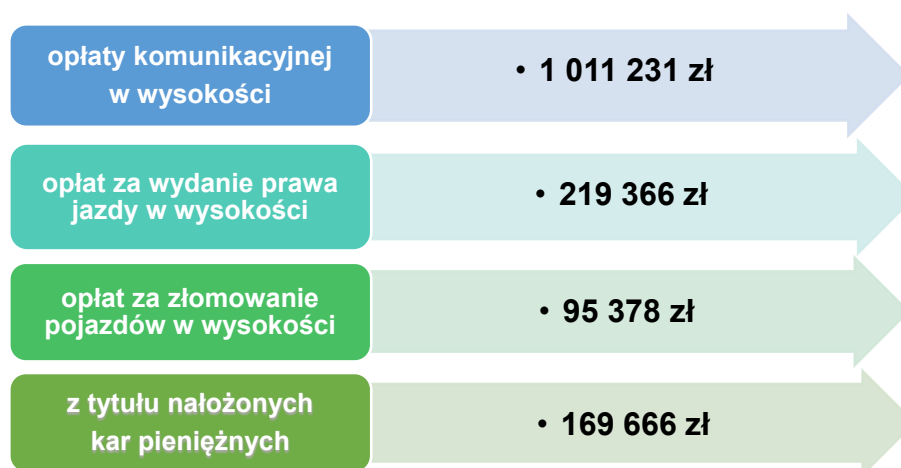 opłaty komunikacyjnej
w wysokości
• 1 011 231 zł
opłat za wydanie prawa
jazdy w wysokości
• 219 366 zł
opłat za złomowanie
pojazdów w wysokości
• 95 378 zł
z tytułu nałożonych
kar pieniężnych
• 169 666 zł